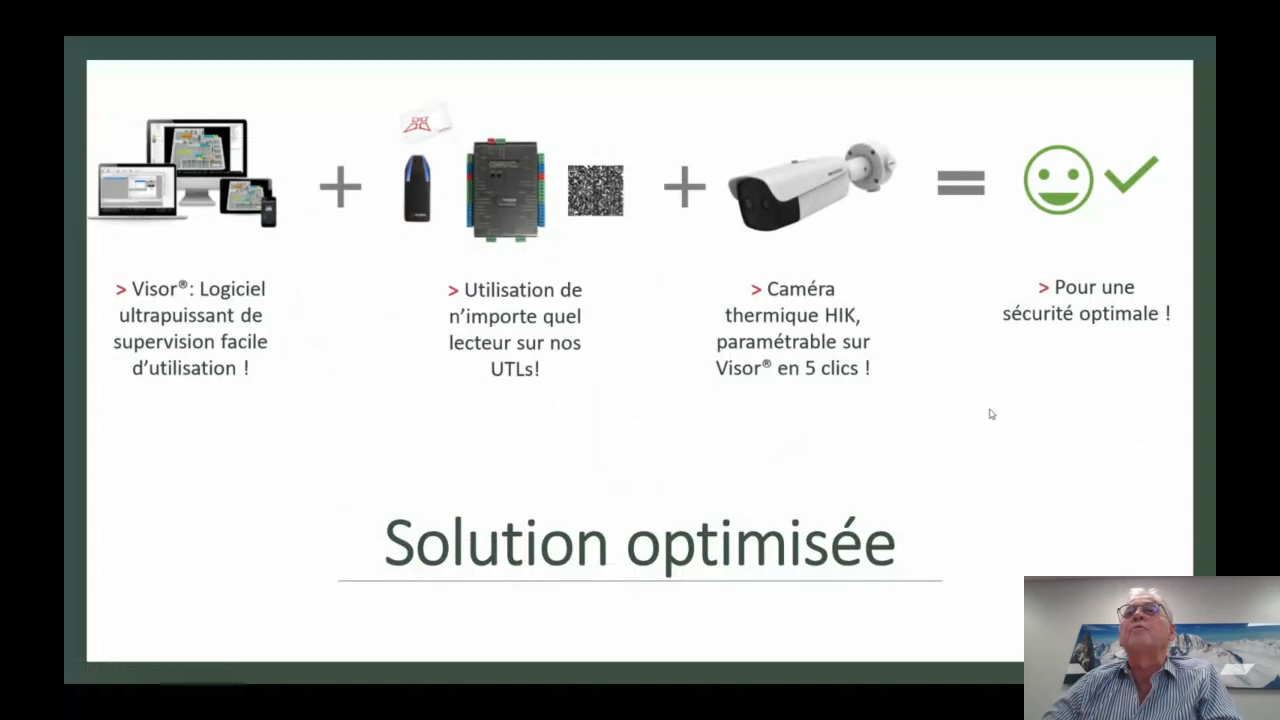 > Visor®: Logiciel
ultrapuissant de
supervision facile
d’utilisation !
> Utilisation de
n’importe quel
lecteur sur nos
UTLs!
> Caméra
thermique HIK,
paramétrable sur
Visor® en 5 clics !
> Pour une
sécurité optimale !
Solution optimisée